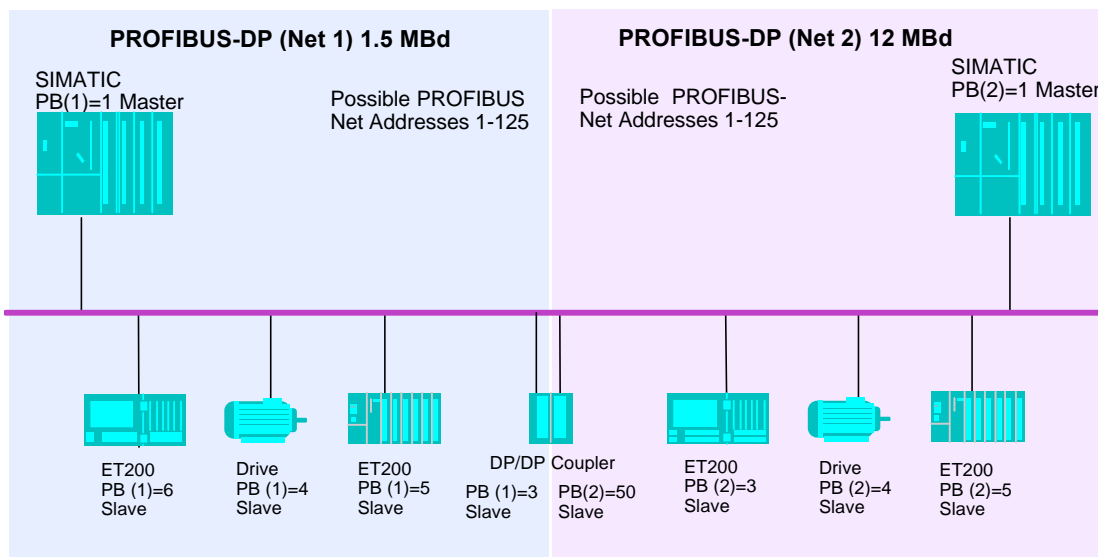 PROFIBUS-DP (Net 1) 1.5 MBd
SIMATIC
PB(1)=1 Master
Possible PROFIBUS
Net Addresses 1-125
PROFIBUS-DP (Net 2) 12 MBd
Possible PROFIBUS-
Net Addresses 1-125
SIMATIC
PB(2)=1 Master
ET200
PB (1)=6
Slave
Drive
PB (1)=4
Slave
ET200
PB (1)=5
Slave
DP/DP Coupler
PB (1)=3
Slave
PB(2)=50
Slave
ET200
PB (2)=3
Slave
Drive
PB (2)=4
Slave
ET200
PB (2)=5
Slave